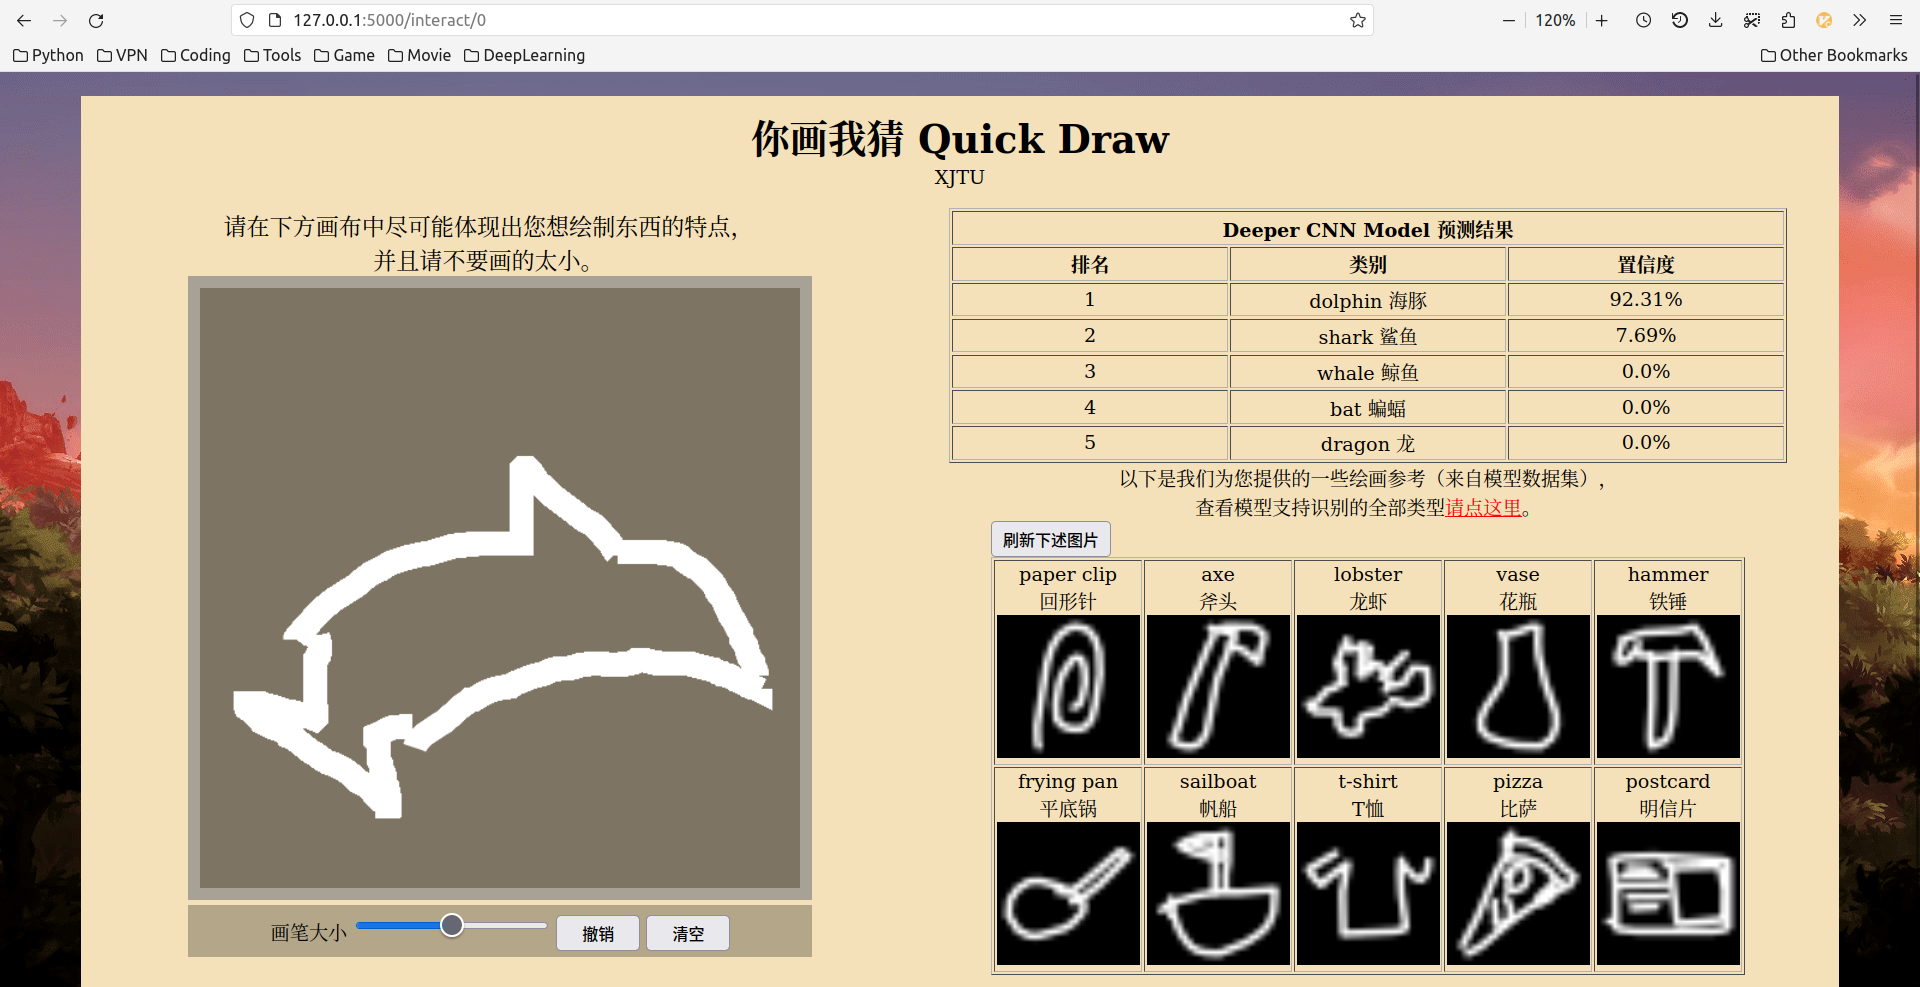 127.0.0.1:5000/interact/0
120%
Python VPN Coding Tools Game Movie DeepLearning Other Bookmarks
你画我猜 Quick Draw
XJTU
请在下方画布中尽可能体现出您想绘制东西的特点，
并且请不要画的太小。
画笔大小 撤销 清空
Deeper CNN Model 预测结果
排名 类别 置信度
1 dolphin 海豚 92.31%
2 shark 鲨鱼 7.69%
3 whale 鲸鱼 0.0%
4 bat 蝙蝠 0.0%
5 dragon 龙 0.0%
以下是我们为您提供的一些绘画参考（来自模型数据集），
查看模型支持识别的全部类型请点这里。
刷新下述图片
paper clip axe lobster vase hammer
回形针 斧头 龙虾 花瓶 铁锤
frying pan sailboat t-shirt pizza postcard
平底锅 帆船 T恤 比萨 明信片